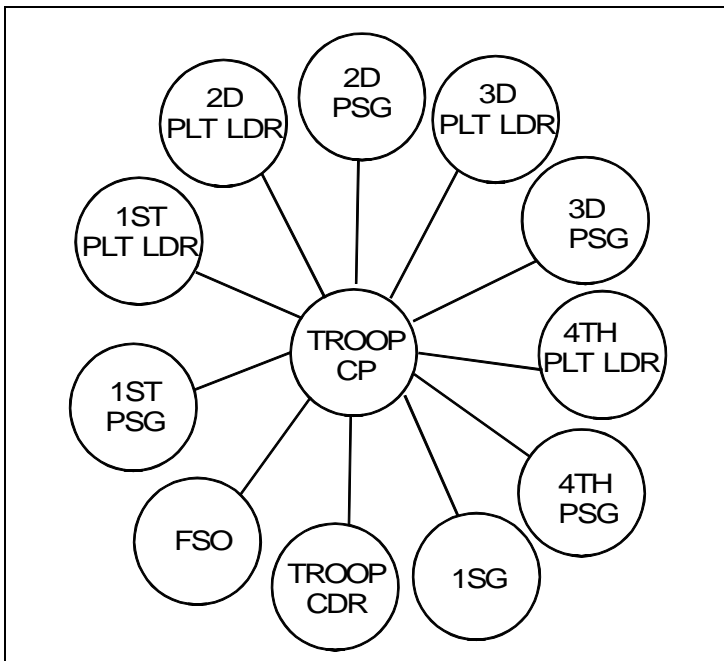 2D
PLT LDR
2D
PSG
3D
PLT LDR
3D
PSG
4TH
PLT LDR
4TH
PSG
1SG
TROOP
CDR
FSO
1ST
PSG
1ST
PLT LDR
TROOP
CP